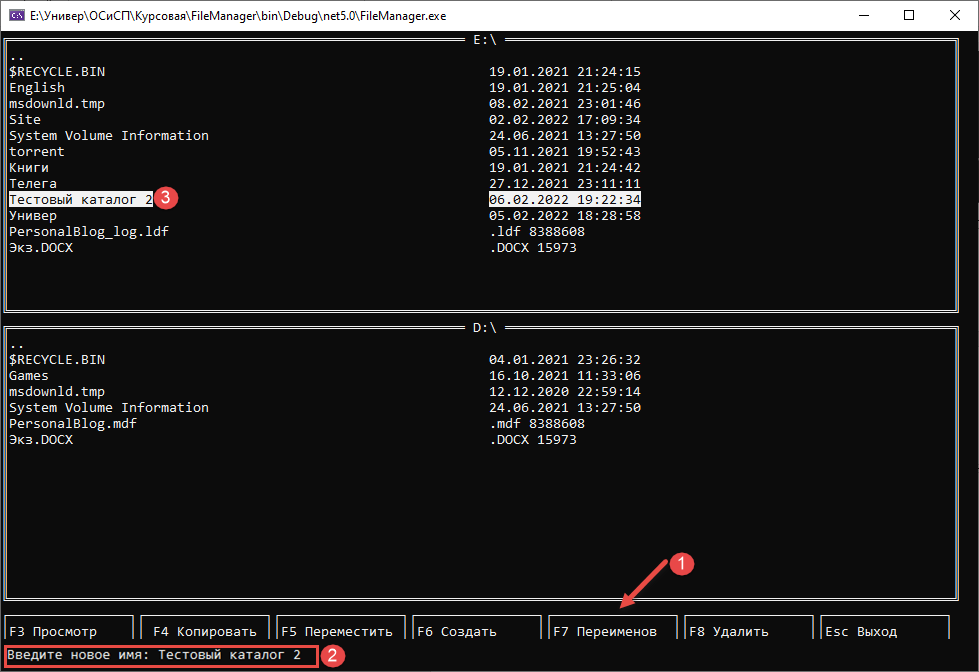 E:\Универ\ОСиСП\Курсовая\FileManager\bin\Debug\net5.0\FileManager.exe
E:\
..
$RECYCLE.BIN 19.01.2021 21:24:15
English 19.01.2021 21:25:04
msdownld.tmp 08.02.2021 23:01:46
Site 02.02.2022 17:09:34
System Volume Information 24.06.2021 13:27:50
torrent 05.11.2021 19:52:43
Книги 19.01.2021 21:24:42
Телега 27.12.2021 23:11:11
Тестовый каталог 2 3 06.02.2022 19:22:34
Универ 05.02.2022 18:28:58
PersonalBlog_log.ldf .ldf 8388608
Экз.DOCX .DOCX 15973
D:\
..
$RECYCLE.BIN 04.01.2021 23:26:32
Games 16.10.2021 11:33:06
msdownld.tmp 12.12.2020 22:59:14
System Volume Information 24.06.2021 13:27:50
PersonalBlog.mdf .mdf 8388608
Экз.DOCX .DOCX 15973
1
F3 Просмотр F4 Копировать F5 Переместить F6 Создать F7 Переименов F8 Удалить Esc Выход
Введите новое имя: Тестовый каталог 2 2